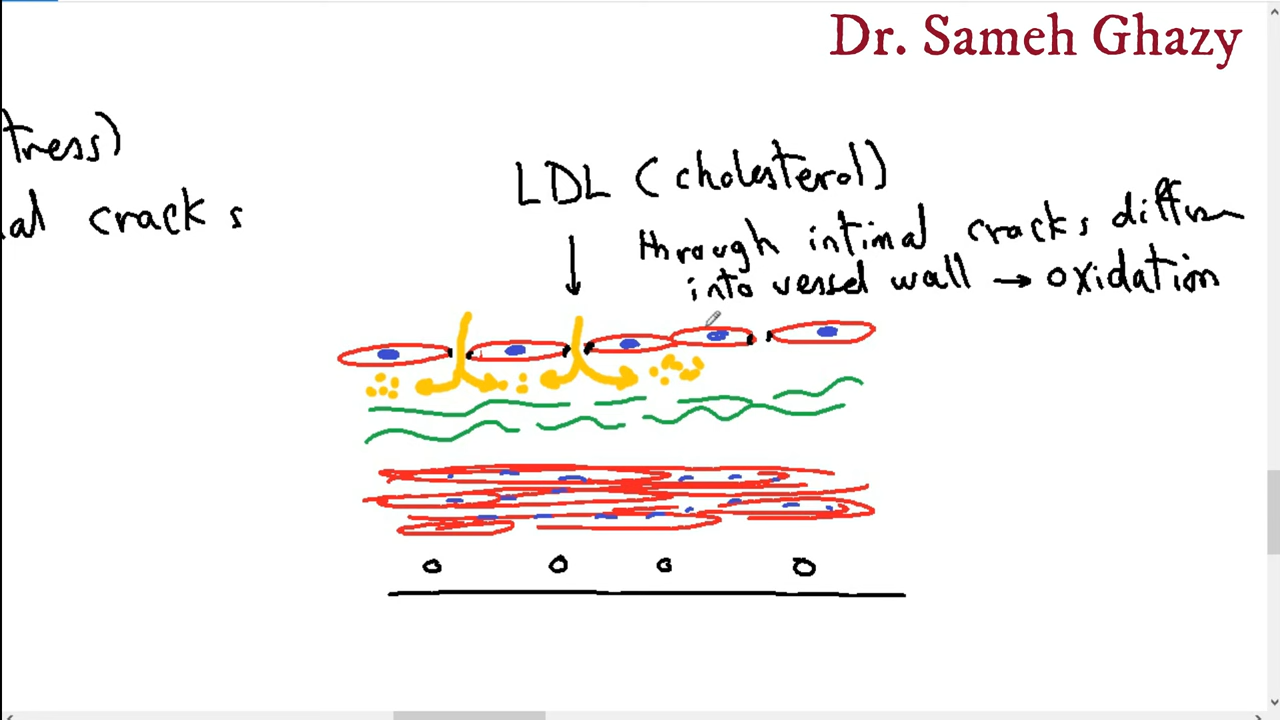 Dr. Sameh Ghazy
tress)
al cracks
LDL (cholesterol)
through intimal cracks diffuse
into vessel wall → oxidation